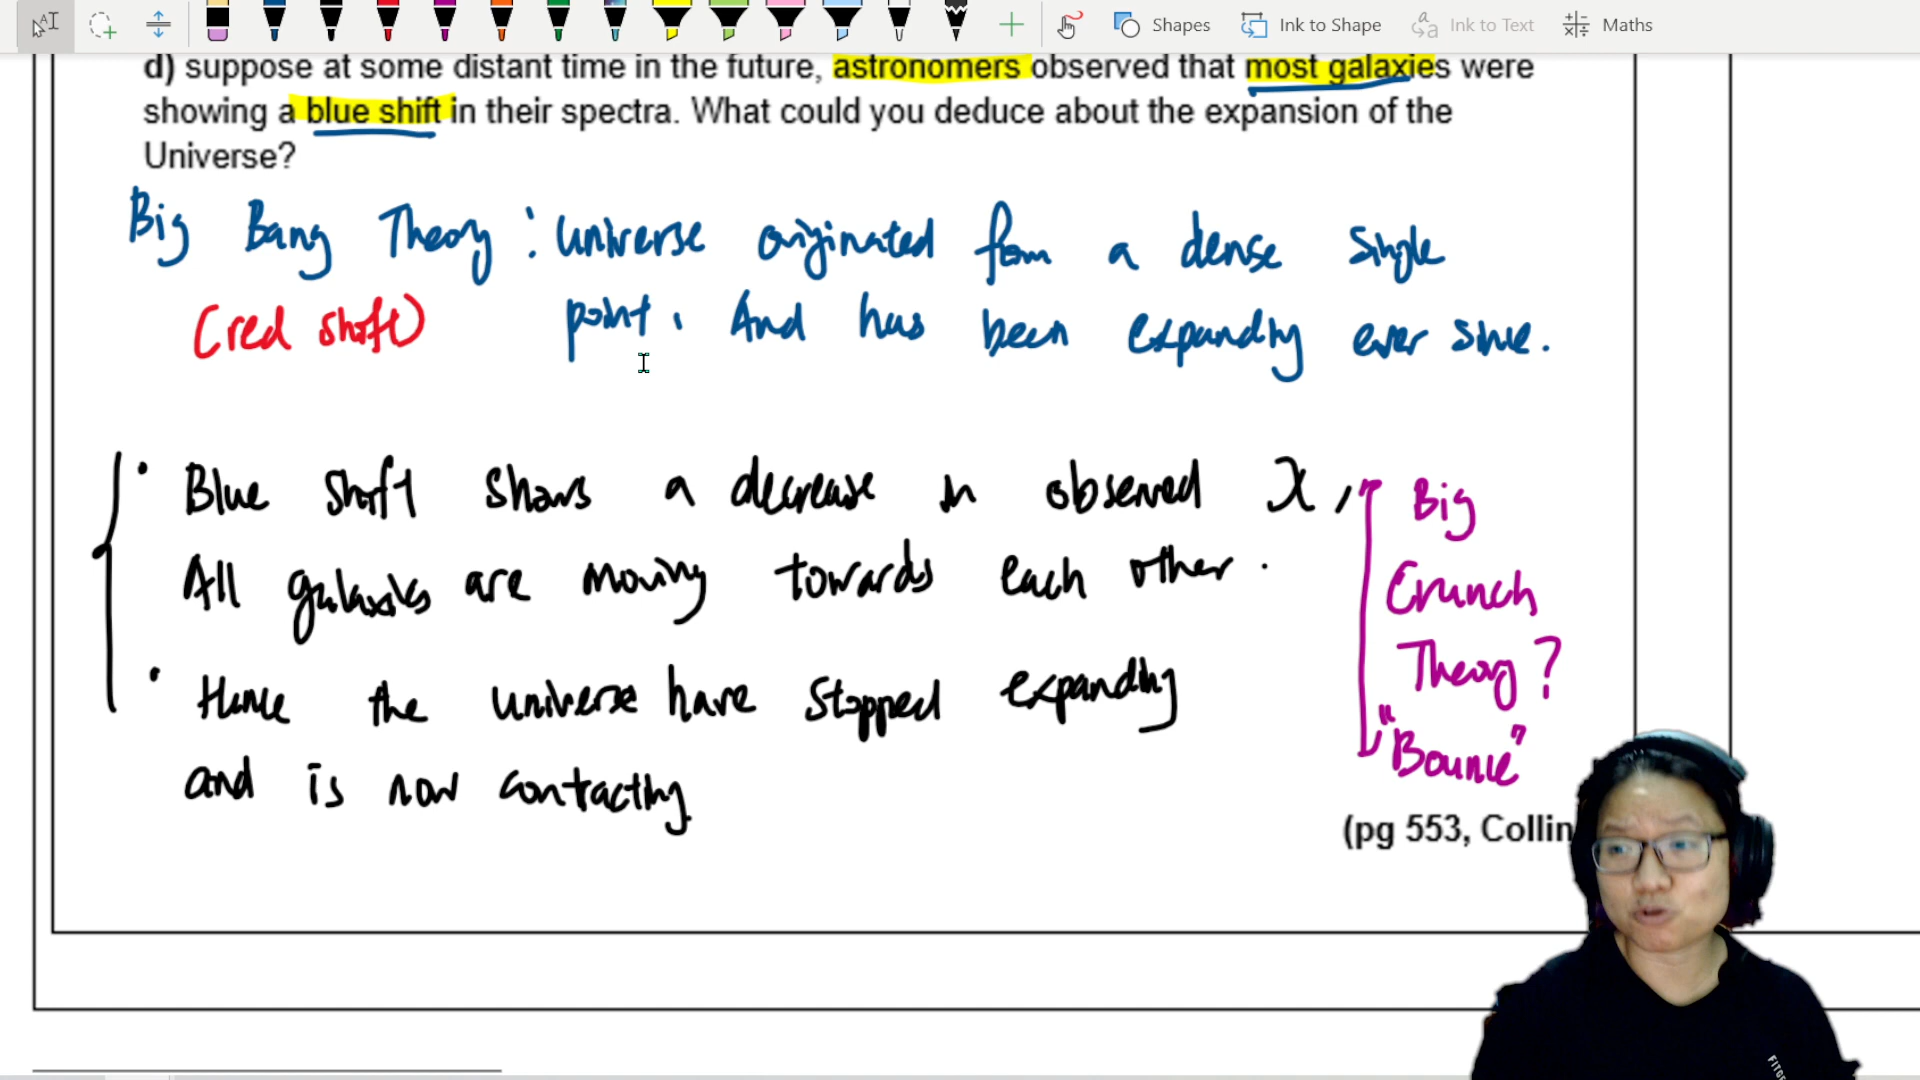 Shapes Ink to Shape Ink to Text Maths
d) suppose at some distant time in the future, astronomers observed that most galaxies were
showing a blue shift in their spectra. What could you deduce about the expansion of the
Universe?
Big Bang Theory : Universe originated from a dense single
(red shift) point. And has been expanding ever since.
• Blue shift shows a decrease in observed λ,
All galaxies are moving towards each other.
• Hence the universe have stopped expanding
and is now contracting.
Big
Crunch
Theory?
"Bounce"
(pg 553, Collin